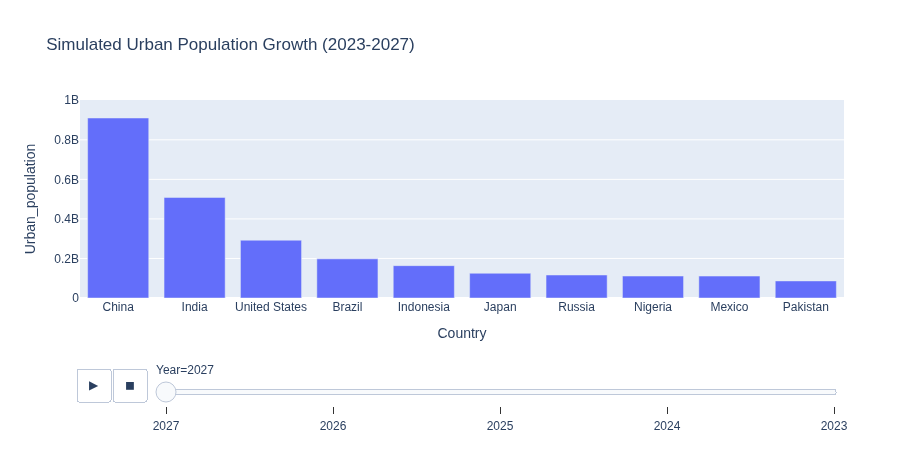 Simulated Urban Population Growth (2023-2027)
Urban_population
1B
0.8B
0.6B
0.4B
0.2B
0
China India United States Brazil Indonesia Japan Russia Nigeria Mexico Pakistan
Country
Year=2027
▶ ■
2027 2026 2025 2024 2023